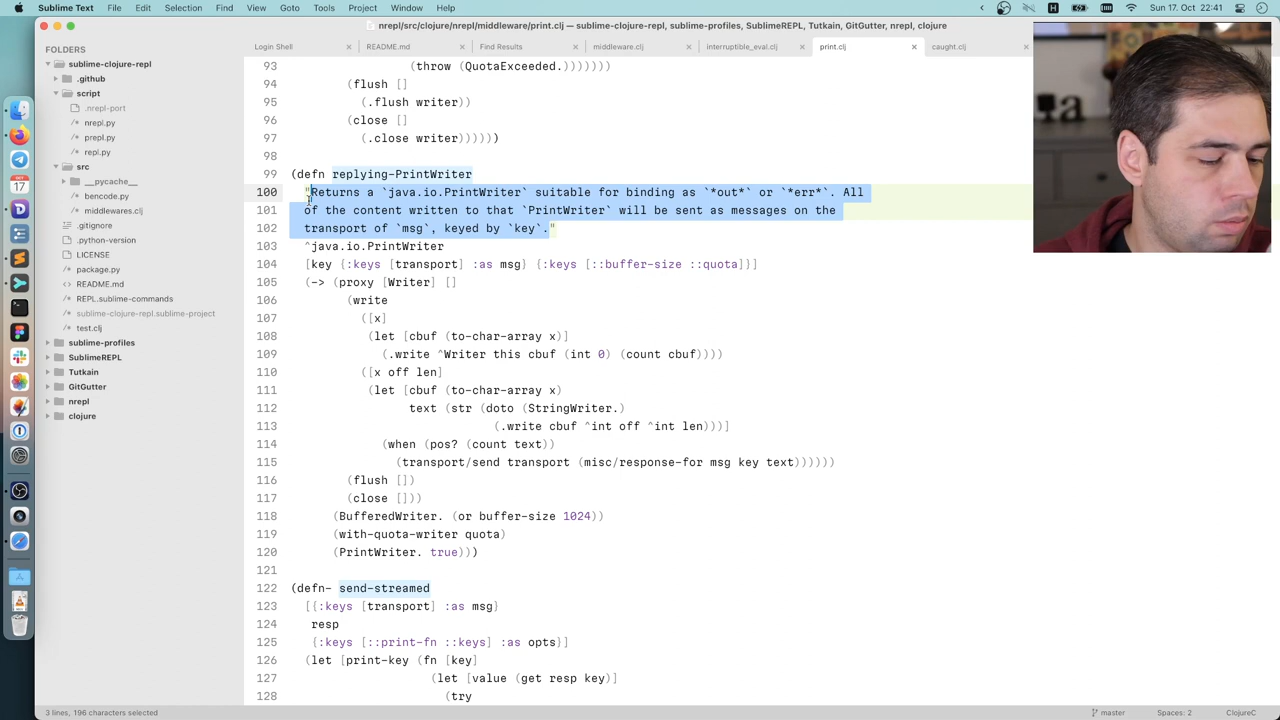 Sublime Text File Edit Selection Find View Goto Tools Project Window Help
Sun 17. Oct 22:41
nrepl/src/clojure/nrepl/middleware/print.clj — sublime-clojure-repl, sublime-profiles, SublimeREPL, Tutkain, GitGutter, nrepl, clojure
Login Shell
README.md
Find Results
middleware.clj
interruptible_eval.clj
print.clj
caught.clj
FOLDERS
sublime-clojure-repl
.github
script
.nrepl-port
nrepl.py
prepl.py
repl.py
src
__pycache__
bencode.py
middlewares.clj
.gitignore
.python-version
LICENSE
package.py
README.md
REPL.sublime-commands
sublime-clojure-repl.sublime-project
test.clj
sublime-profiles
SublimeREPL
Tutkain
GitGutter
nrepl
clojure
93 (throw (QuotaExceeded.)))))))
94 (flush []
95 (.flush writer))
96 (close []
97 (.close writer))))))
98
99 (defn replying-PrintWriter
100 "Returns a `java.io.PrintWriter` suitable for binding as `*out*` or `*err*`. All
101 of the content written to that `PrintWriter` will be sent as messages on the
102 transport of `msg`, keyed by `key`."
103 ^java.io.PrintWriter
104 [key {:keys [transport] :as msg} {:keys [::buffer-size ::quota]}]
105 (-> (proxy [Writer] []
106 (write
107 ([x]
108 (let [cbuf (to-char-array x)]
109 (.write ^Writer this cbuf (int 0) (count cbuf))))
110 ([x off len]
111 (let [cbuf (to-char-array x)
112 text (str (doto (StringWriter.)
113 (.write cbuf ^int off ^int len)))]
114 (when (pos? (count text))
115 (transport/send transport (misc/response-for msg key text))))))
116 (flush [])
117 (close []))
118 (BufferedWriter. (or buffer-size 1024))
119 (with-quota-writer quota)
120 (PrintWriter. true)))
121
122 (defn- send-streamed
123 [{:keys [transport] :as msg}
124 resp
125 {:keys [::print-fn ::keys] :as opts}]
126 (let [print-key (fn [key]
127 (let [value (get resp key)]
128 (try
3 lines, 196 characters selected
master
Spaces: 2
ClojureC